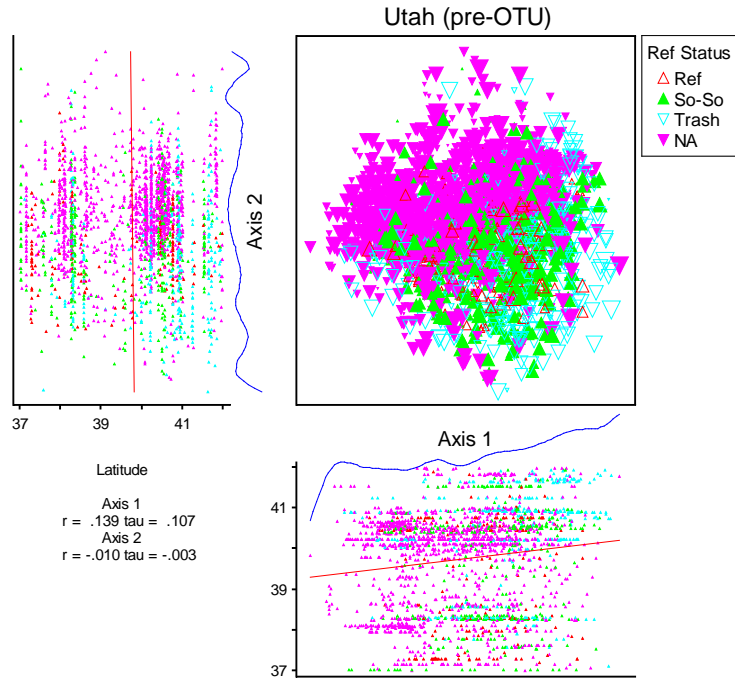 Utah (pre-OTU)
Ref Status
Ref
So-So
Trash
NA
Axis 2
37
39
41
Axis 1
Latitude
Axis 1
r = .139 tau = .107
Axis 2
r = -.010 tau = -.003
41
39
37